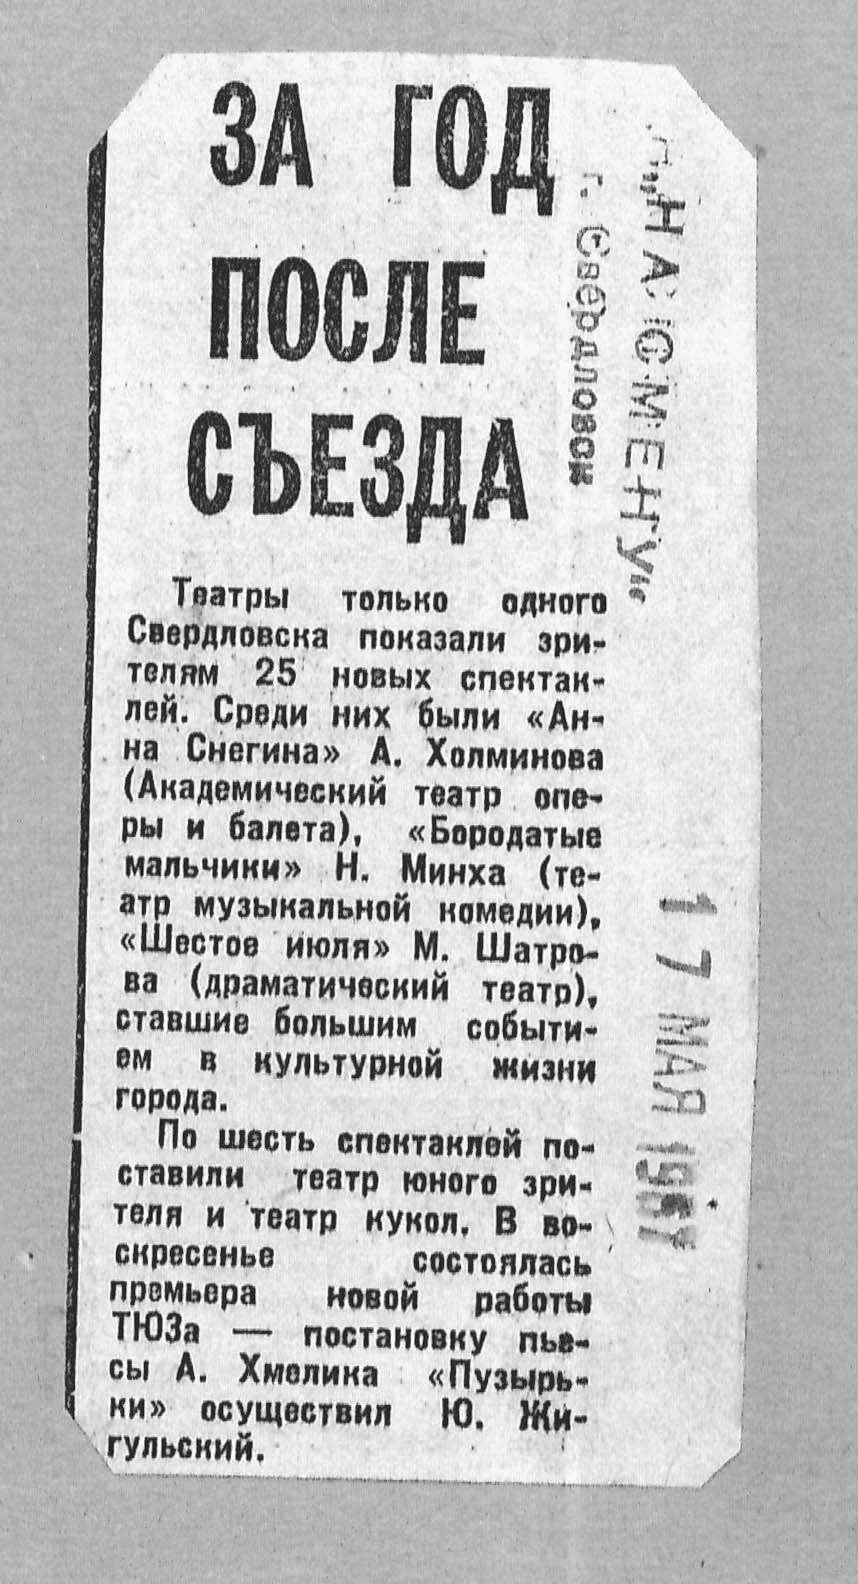 ЗА ГОД
ПОСЛЕ
СЪЕЗДА
Театры только одного
Свердловска показали зри-
телям 25 новых спектак-
лей. Среди них были «Ан-
на Снегина» А. Холминова
(Академический театр опе-
ры и балета), «Бородатые
мальчики» Н. Минха (те-
атр музыкальной комедии),
«Шестое июля» М. Шатро-
ва (драматический театр),
ставшие большим событи-
ем в культурной жизни
города.
По шесть спектаклей по-
ставили театр юного зри-
теля и театр кукол. В во-
скресенье состоялась
премьера новой работы
ТЮЗа — постановку пье-
сы А. Хмелика «Пузырь-
ки» осуществил Ю. Жи-
гульский.
„НА СМЕНУ“
г. Свердловск
17 МАЯ 1967